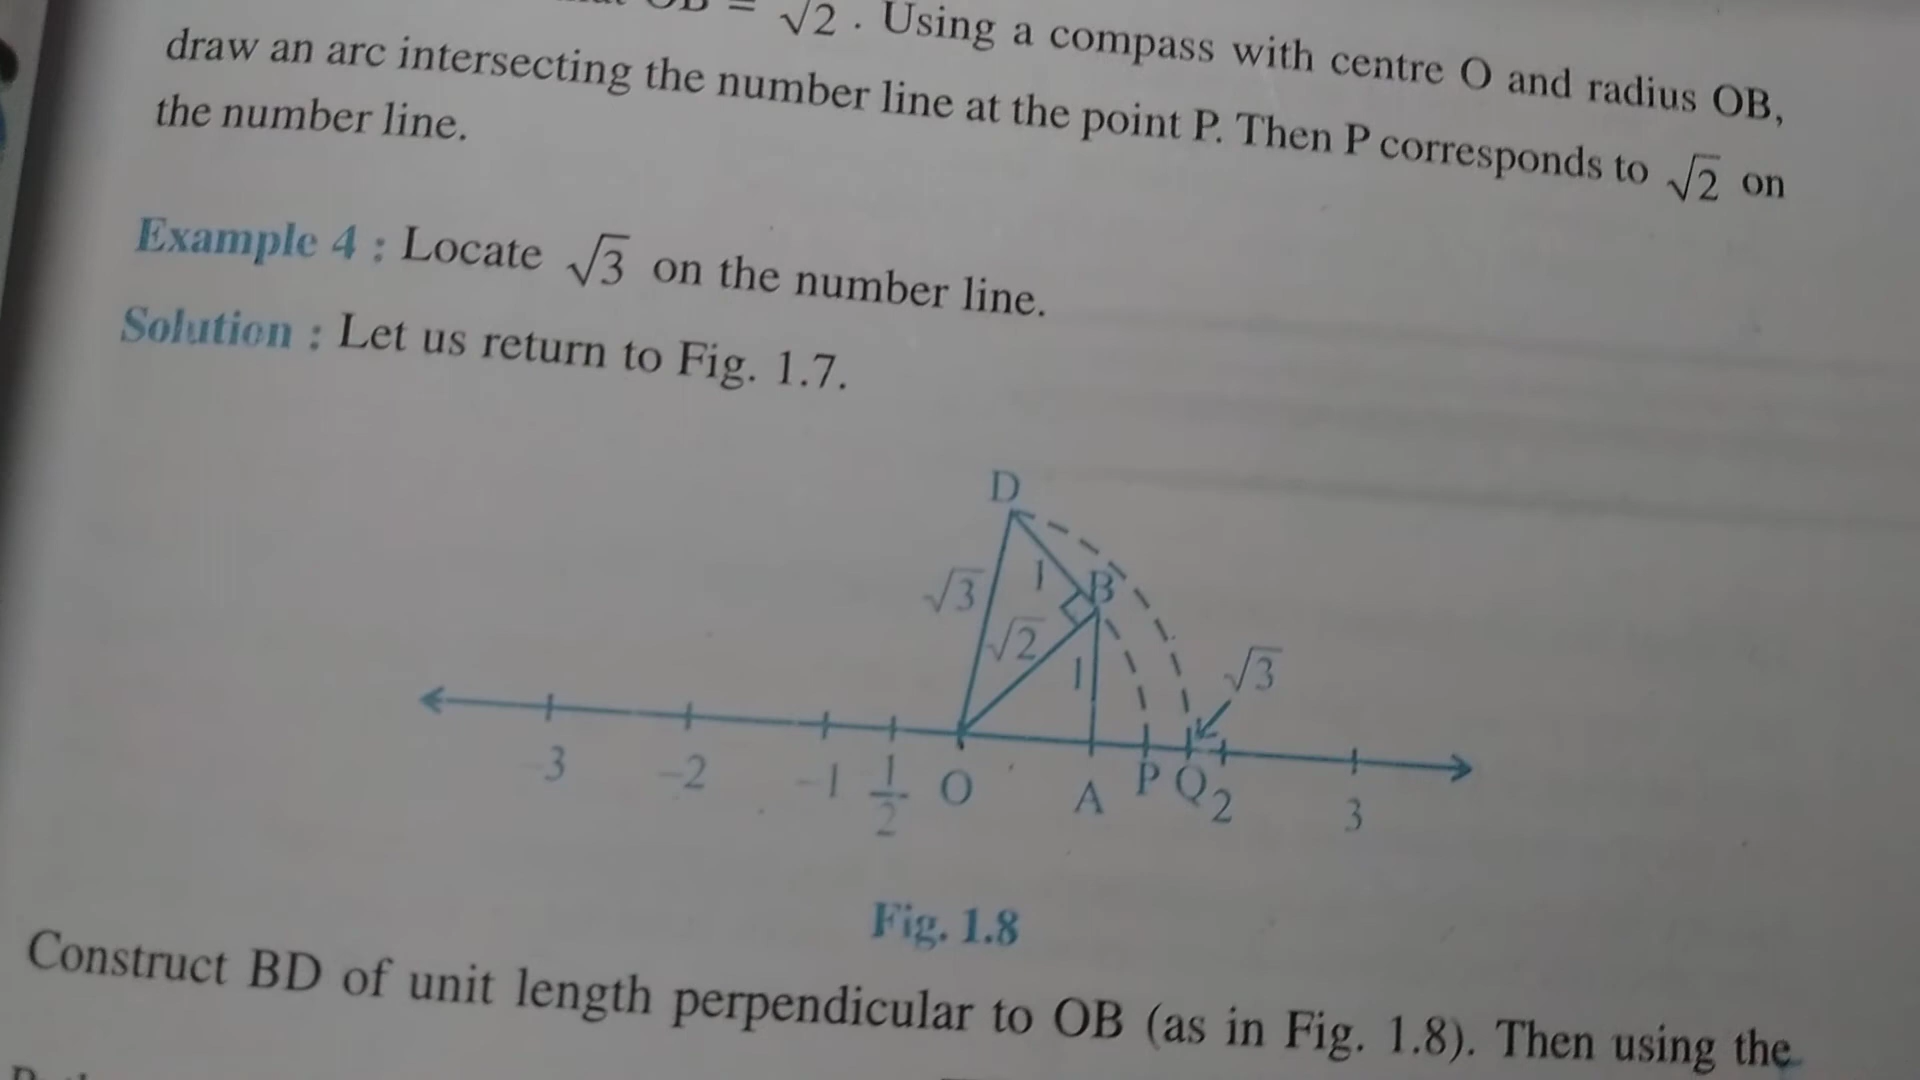 OB = √2 . Using a compass with centre O and radius OB,
draw an arc intersecting the number line at the point P. Then P corresponds to √2 on
the number line.
Example 4 : Locate √3 on the number line.
Solution : Let us return to Fig. 1.7.
D
√3 1 B
√2 1 √3
-3 -2 -1 1/2 O A P Q 2 3
Fig. 1.8
Construct BD of unit length perpendicular to OB (as in Fig. 1.8). Then using the